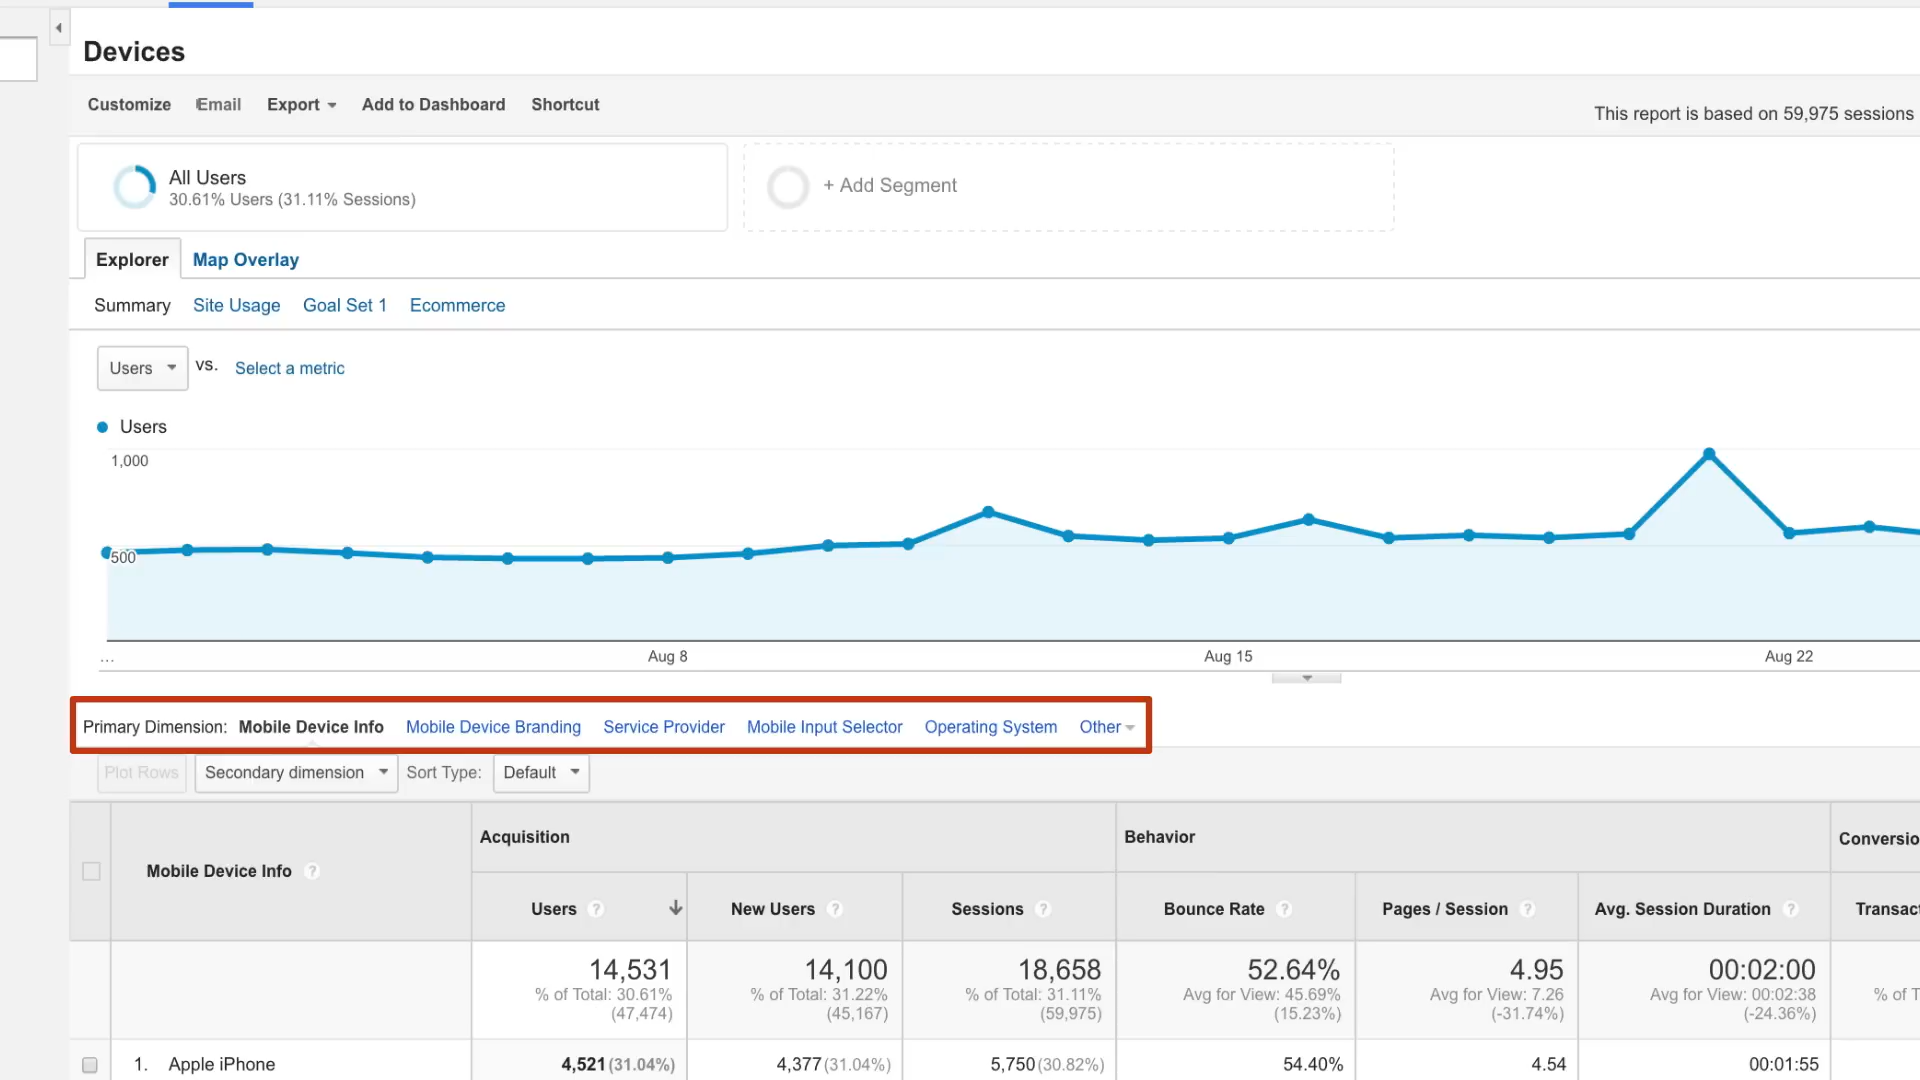 Devices
Customize Email Export Add to Dashboard Shortcut
This report is based on 59,975 sessions
All Users
30.61% Users (31.11% Sessions)
+ Add Segment
Explorer Map Overlay
Summary Site Usage Goal Set 1 Ecommerce
Users VS. Select a metric
Users
1,000
500
... Aug 8 Aug 15 Aug 22
Primary Dimension: Mobile Device Info Mobile Device Branding Service Provider Mobile Input Selector Operating System Other
Plot Rows Secondary dimension Sort Type: Default
Acquisition Behavior Conversio
Mobile Device Info ?
Users ? New Users ? Sessions ? Bounce Rate ? Pages / Session ? Avg. Session Duration ? Transact
14,531 14,100 18,658 52.64% 4.95 00:02:00
% of Total: 30.61% % of Total: 31.22% % of Total: 31.11% Avg for View: 45.69% Avg for View: 7.26 Avg for View: 00:02:38 % of T
(47,474) (45,167) (59,975) (15.23%) (-31.74%) (-24.36%)
1. Apple iPhone 4,521 (31.04%) 4,377 (31.04%) 5,750 (30.82%) 54.40% 4.54 00:01:55